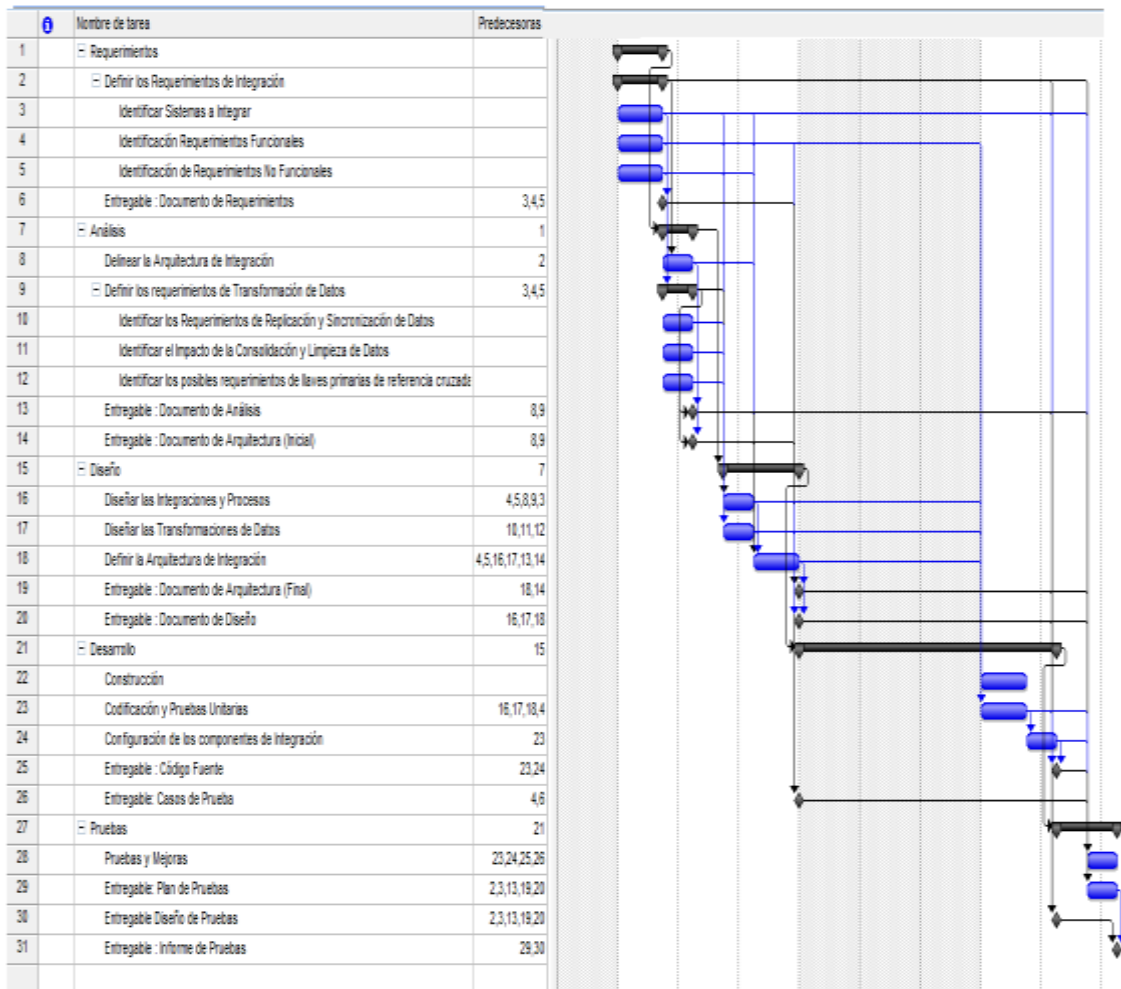 Nombre de tarea Predecesoras
1 Requerimientos
2 Definir los Requerimientos de Integración
3 Identificar Sistemas a Integrar
4 Identificación Requerimientos Funcionales
5 Identificación de Requerimientos No Funcionales
6 Entregable : Documento de Requerimientos 3,4,5
7 Análisis 1
8 Delinear la Arquitectura de Integración 2
9 Definir los requerimientos de Transformación de Datos 3,4,5
10 Identificar los Requerimientos de Replicación y Sincronización de Datos
11 Identificar el Impacto de la Consolidación y Limpieza de Datos
12 Identificar los posibles requerimientos de llaves primarias de referencia cruzada
13 Entregable : Documento de Análisis 8,9
14 Entregable : Documento de Arquitectura (Inicial) 8,9
15 Diseño 7
16 Diseñar las Integraciones y Procesos 4,5,8,9,3
17 Diseñar las Transformaciones de Datos 10,11,12
18 Definir la Arquitectura de Integración 4,5,16,17,13,14
19 Entregable : Documento de Arquitectura (Final) 18,14
20 Entregable : Documento de Diseño 16,17,18
21 Desarrollo 15
22 Construcción
23 Codificación y Pruebas Unitarias 16,17,18,4
24 Configuración de los componentes de Integración 23
25 Entregable : Código Fuente 23,24
26 Entregable: Casos de Prueba 4,6
27 Pruebas 21
28 Pruebas y Mejoras 23,24,25,26
29 Entregable: Plan de Pruebas 2,3,13,19,20
30 Entregable Diseño de Pruebas 2,3,13,19,20
31 Entregable : Informe de Pruebas 29,30